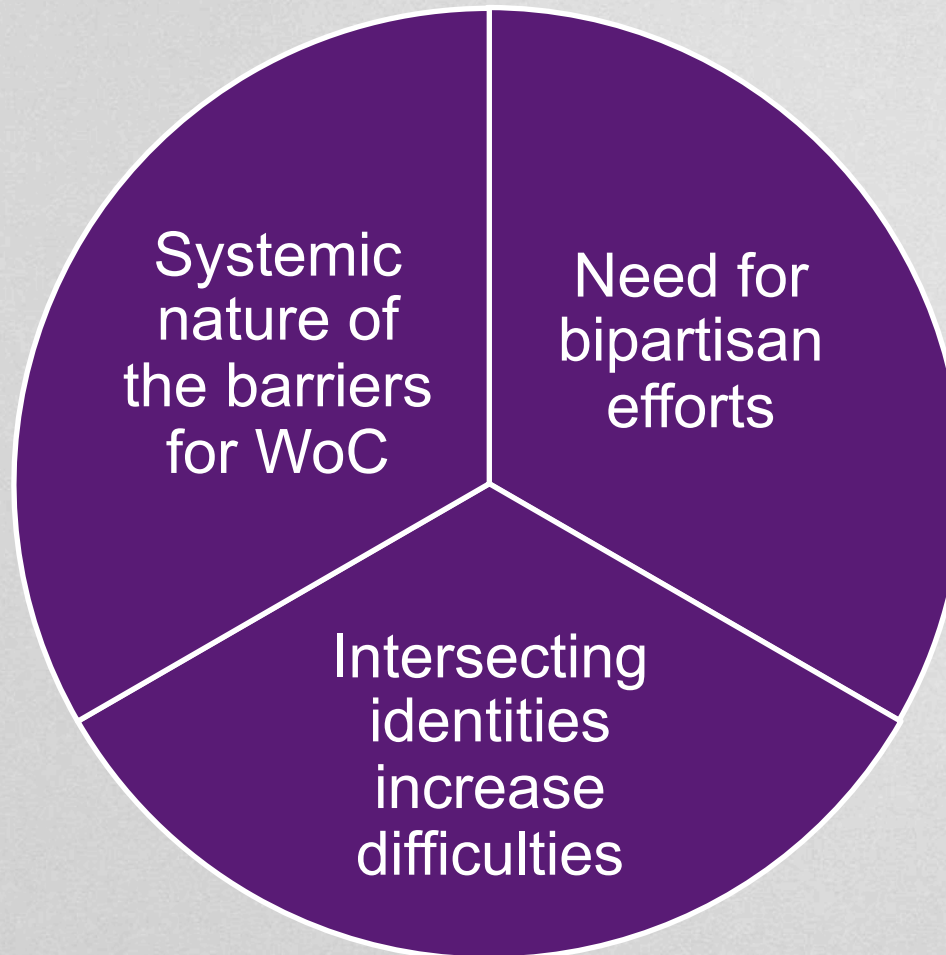 Systemic
nature of
the barriers
for WoC
Need for
bipartisan
efforts
Intersecting
identities
increase
difficulties